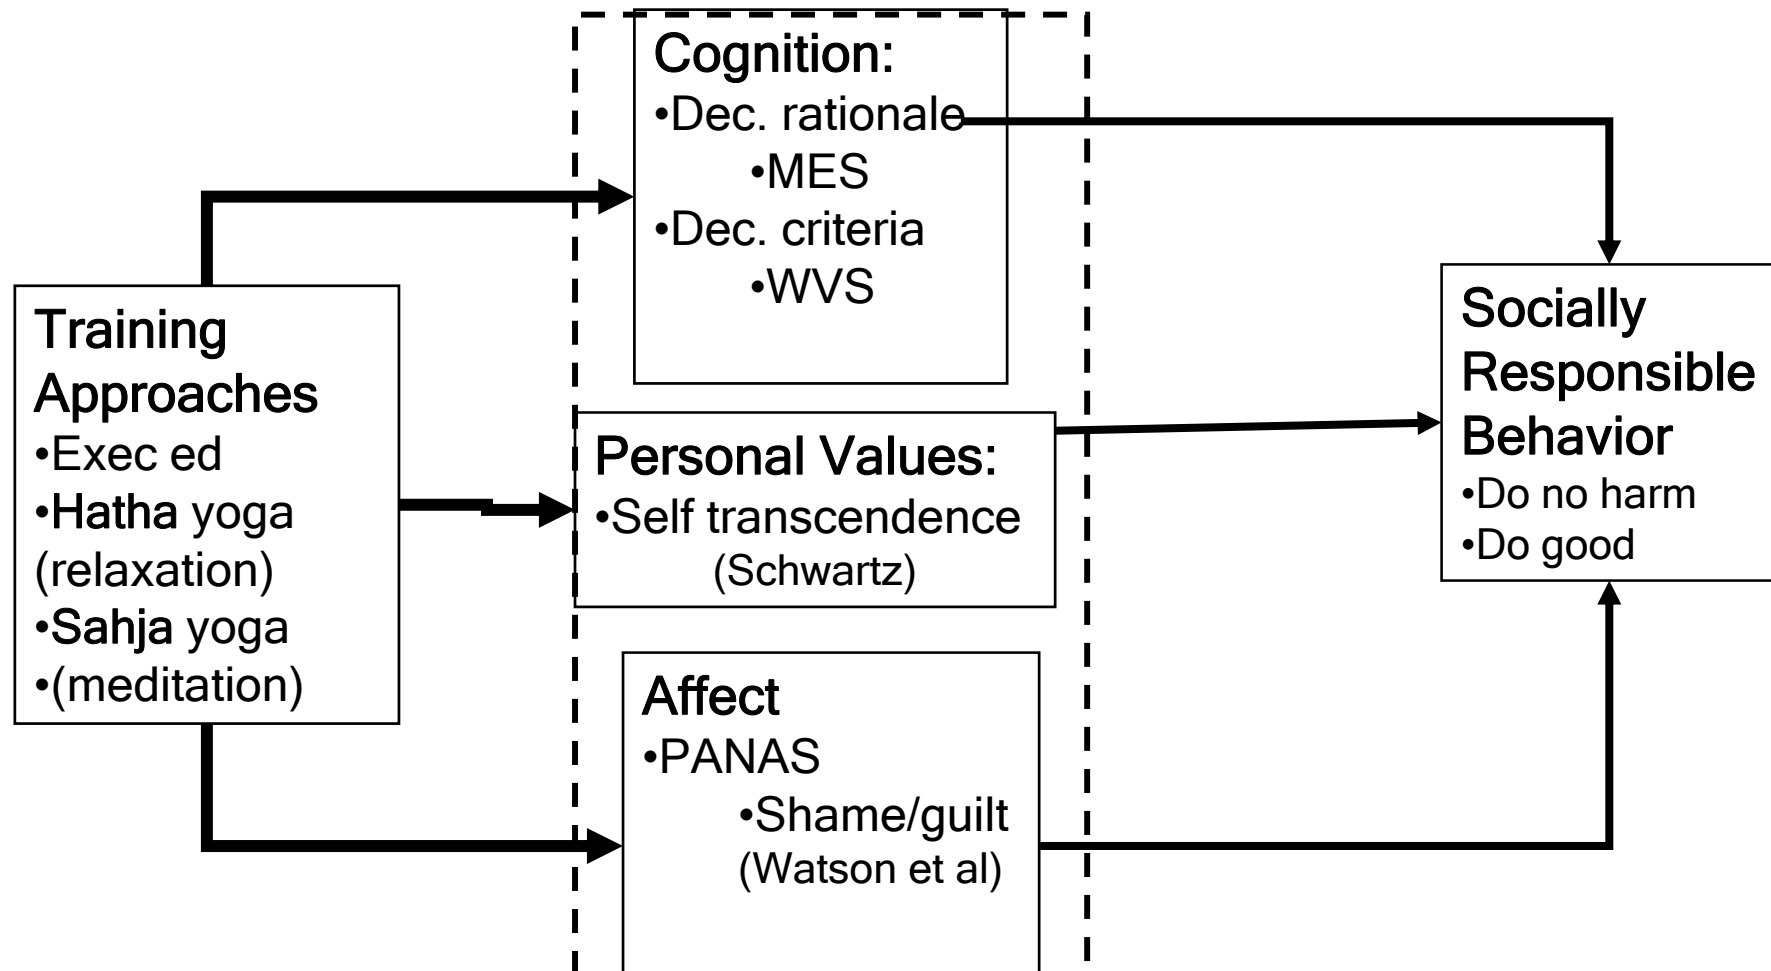 Cognition:
•Dec. rationale
•MES
•Dec. criteria
•WVS
Training
Approaches
•Exec ed
•Hatha yoga
(relaxation)
•Sahja yoga
•(meditation)
Personal Values:
•Self transcendence
(Schwartz)
Affect
•PANAS
•Shame/guilt
(Watson et al)
Socially
Responsible
Behavior
•Do no harm
•Do good